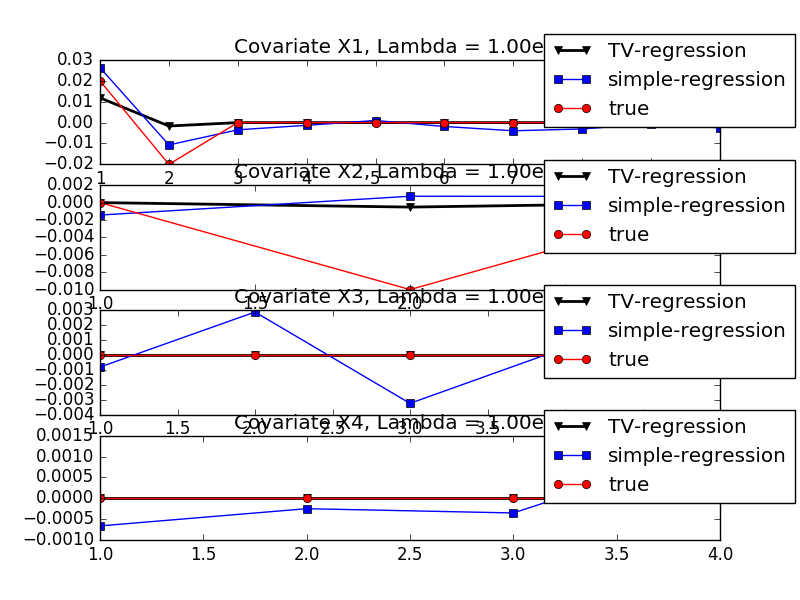 Covariate X1, Lambda = 1.00e
TV-regression
simple-regression
true
0.03
0.02
0.01
0.00
−0.01
−0.02
1 2 3 4 5 6 7
Covariate X2, Lambda = 1.00e
TV-regression
simple-regression
true
0.002
0.000
−0.002
−0.004
−0.006
−0.008
−0.010
1.0 1.5 2.0
Covariate X3, Lambda = 1.00e
TV-regression
simple-regression
true
0.003
0.002
0.001
0.000
−0.001
−0.002
−0.003
−0.004
1.0 1.5 2.0 2.5 3.0 3.5
Covariate X4, Lambda = 1.00e
TV-regression
simple-regression
true
0.0015
0.0010
0.0005
0.0000
−0.0005
−0.0010
1.0 1.5 2.0 2.5 3.0 3.5 4.0